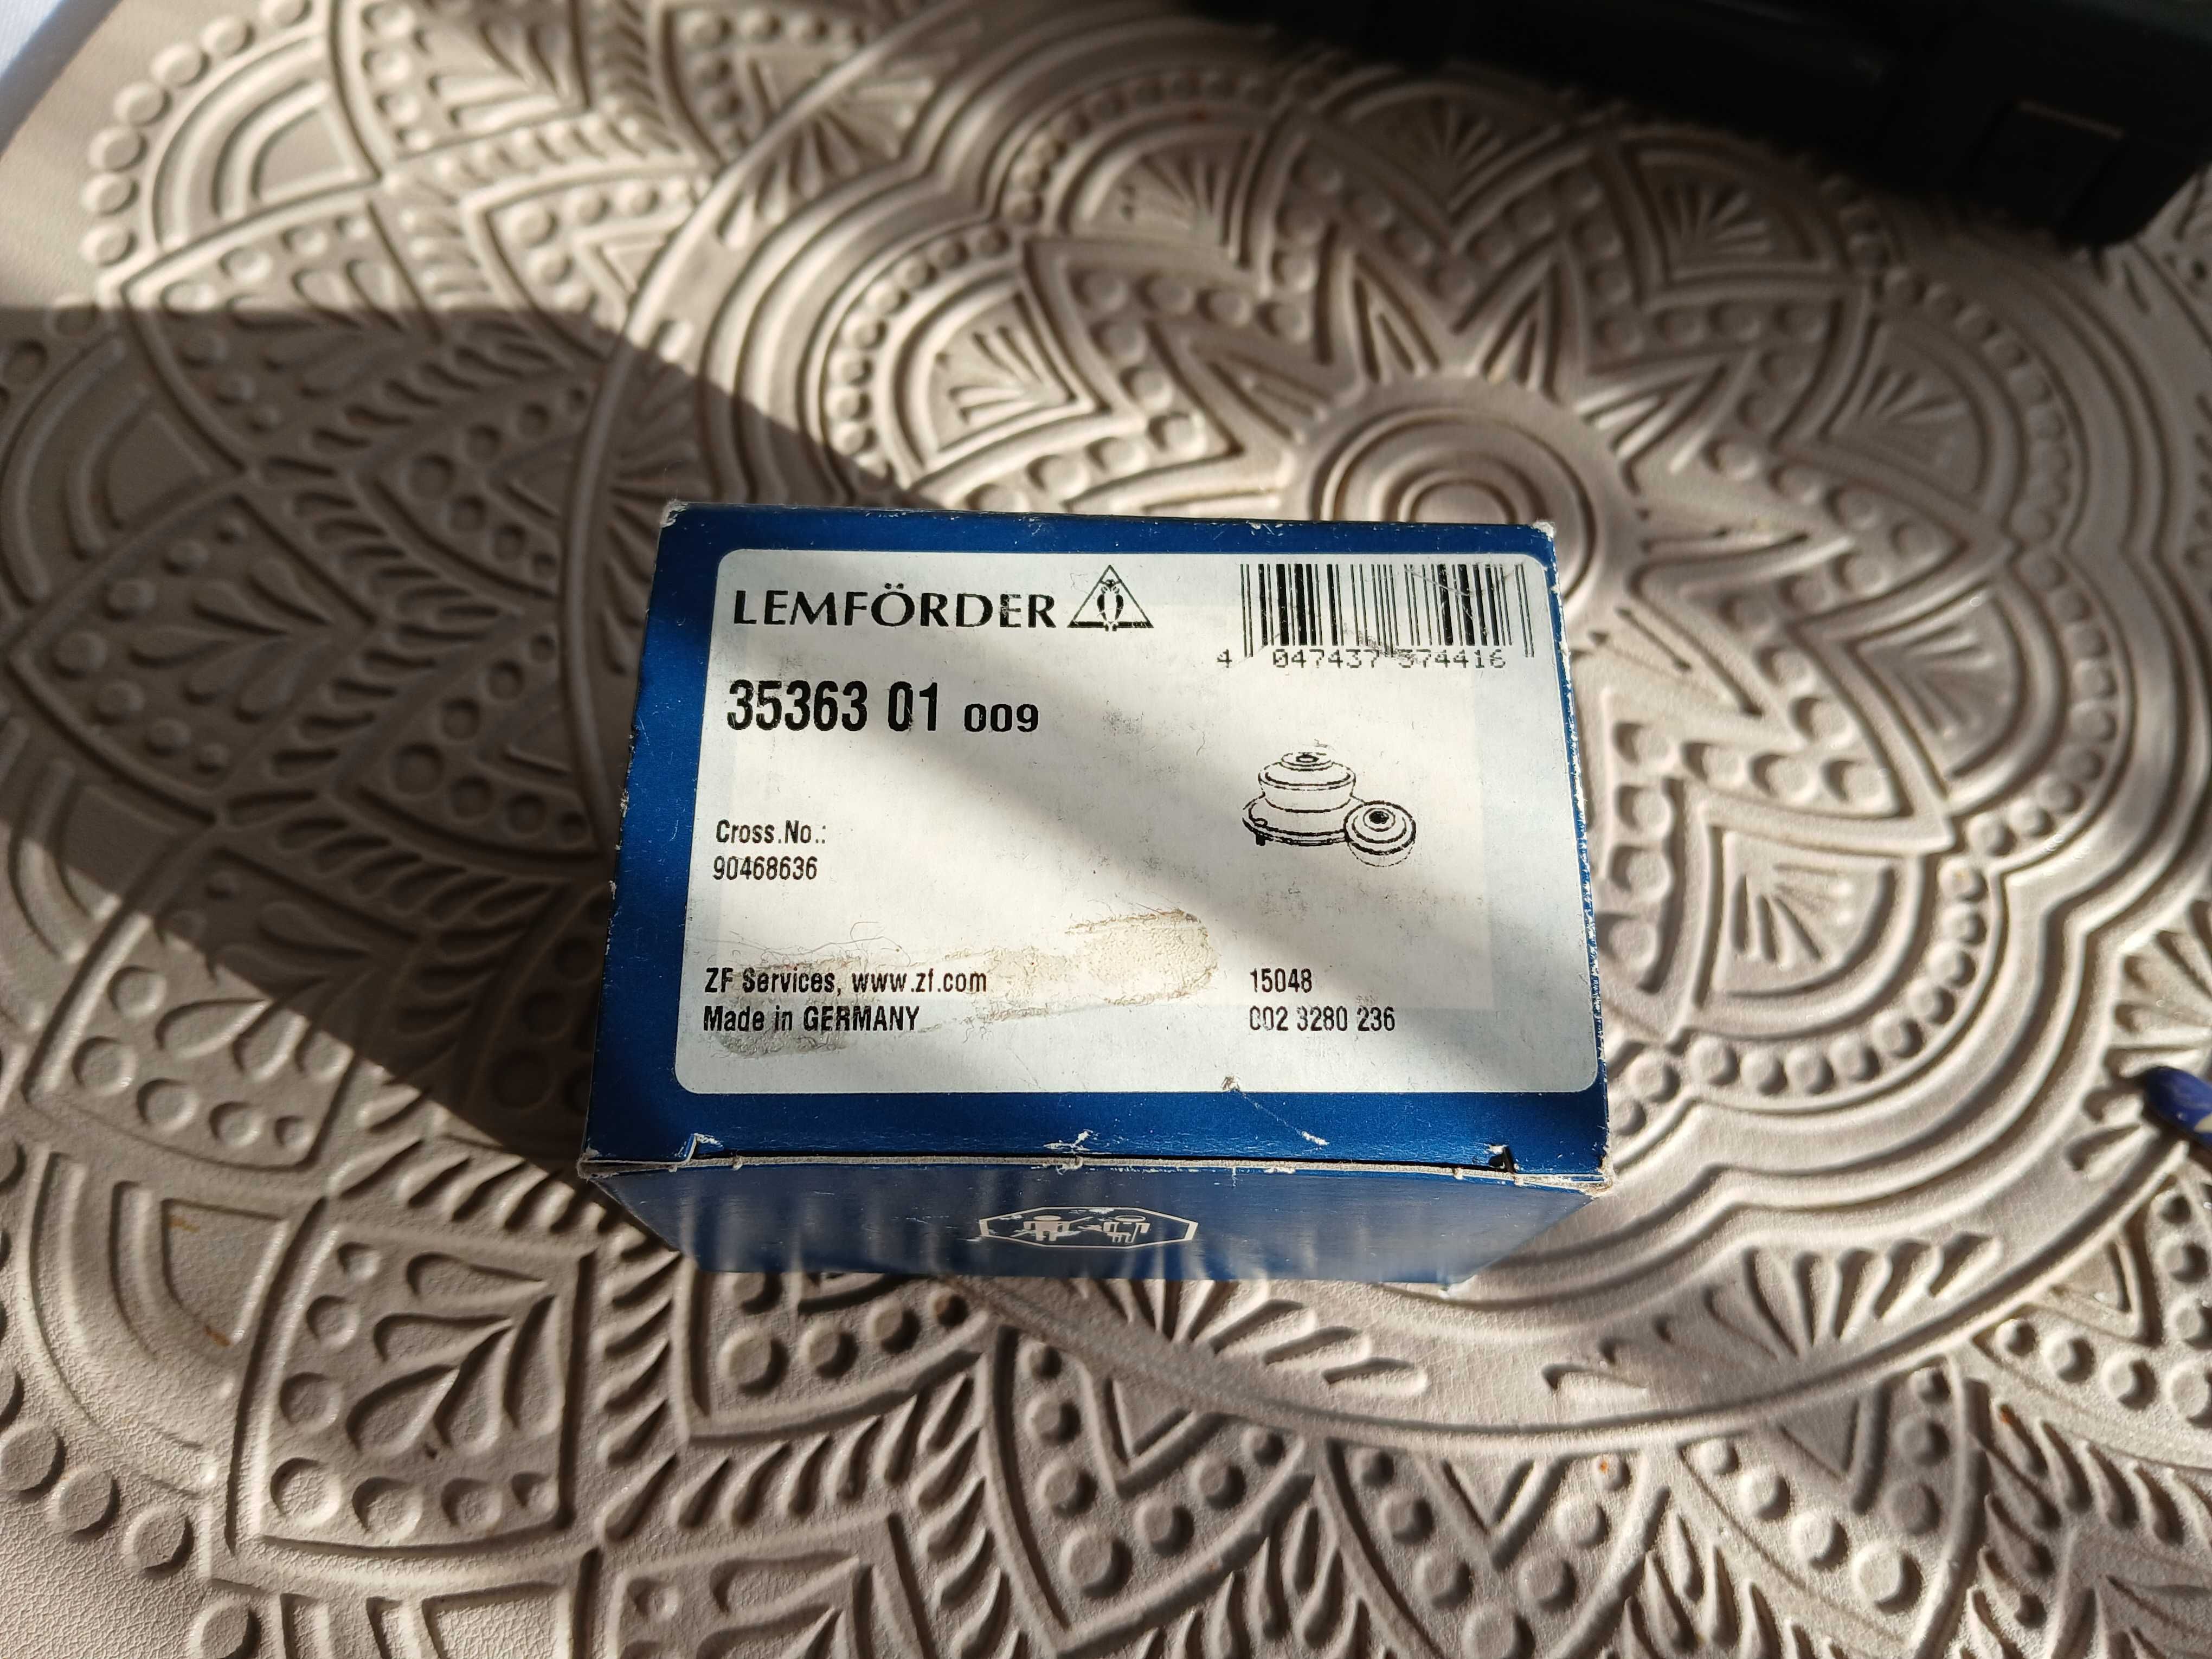 LEMFÖRDER
4 047437 374416
35363 01 009
Cross.No.:
90468636
ZF Services, www.zf.com
Made in GERMANY
15048
002 3280 236